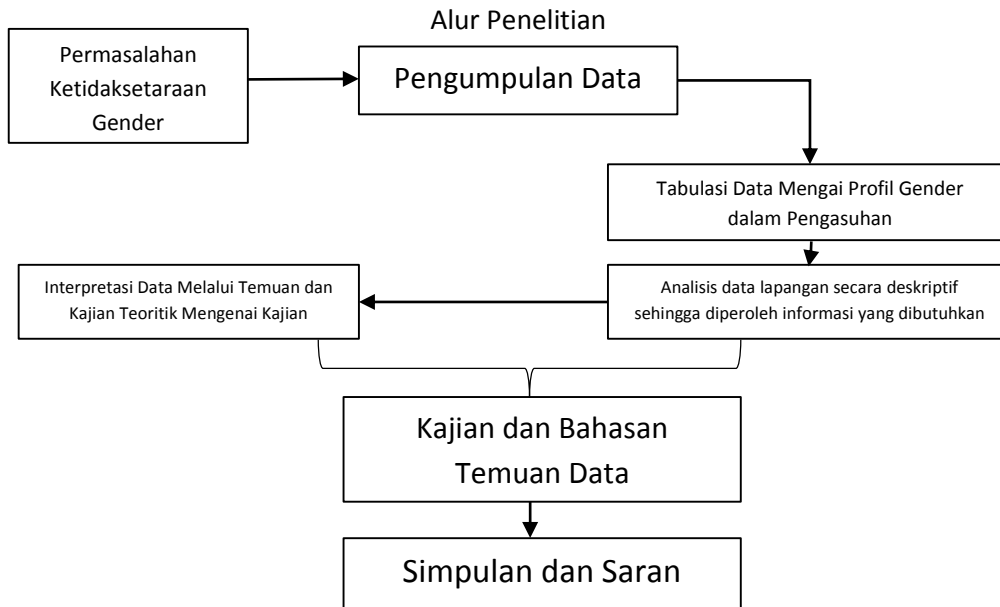 Alur Penelitian
Permasalahan
Ketidaksetaraan
Gender
Pengumpulan Data
Tabulasi Data Mengai Profil Gender
dalam Pengasuhan
Analisis data lapangan secara deskriptif
sehingga diperoleh informasi yang dibutuhkan
Interpretasi Data Melalui Temuan dan
Kajian Teoritik Mengenai Kajian
Kajian dan Bahasan
Temuan Data
Simpulan dan Saran